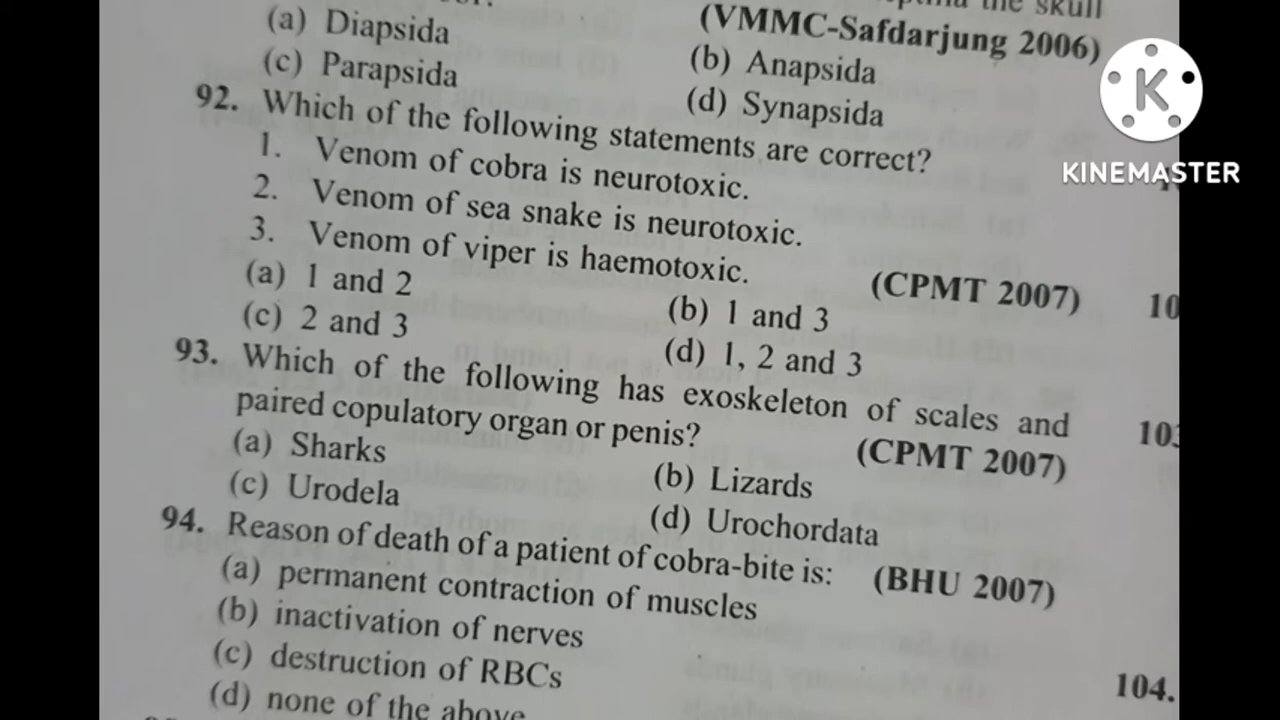 the skull
(a) Diapsida
(VMMC-Safdarjung 2006)
(c) Parapsida
(b) Anapsida
(d) Synapsida
92. Which of the following statements are correct?
1. Venom of cobra is neurotoxic.
2. Venom of sea snake is neurotoxic.
3. Venom of viper is haemotoxic.
(CPMT 2007)
(a) 1 and 2
(b) 1 and 3
(c) 2 and 3
(d) 1, 2 and 3
93. Which of the following has exoskeleton of scales and
paired copulatory organ or penis?
(CPMT 2007)
(a) Sharks
(b) Lizards
(c) Urodela
(d) Urochordata
94. Reason of death of a patient of cobra-bite is: (BHU 2007)
(a) permanent contraction of muscles
(b) inactivation of nerves
(c) destruction of RBCs
(d) none of the above
104.
K
KINEMASTER